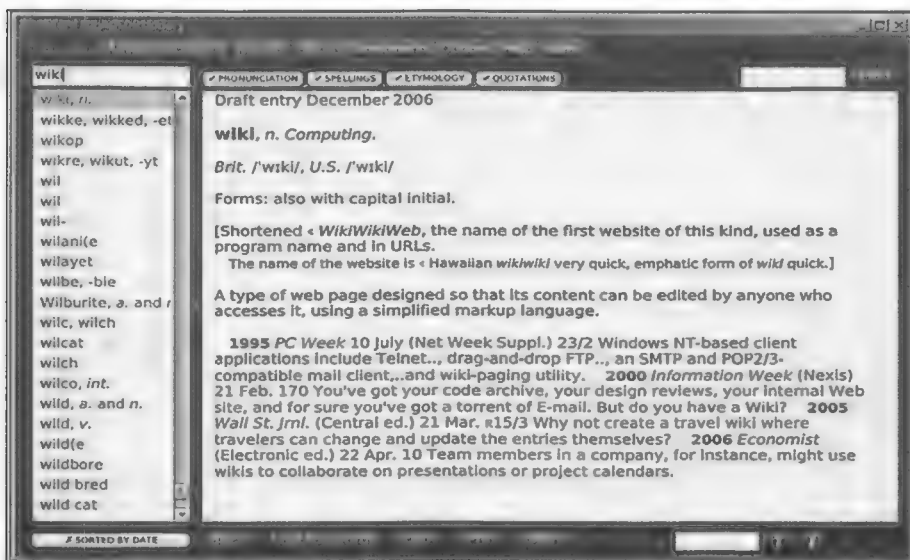 wiki
✓ PRONUNCIATION ✓ SPELLINGS ✓ ETYMOLOGY ✓ QUOTATIONS
wiki, n.
wikke, wikked, -et
wikop
wikre, wikut, -yt
wil
wil
wil-
wilani(e
wilayet
wilbe, -ble
Wilburite, a. and n
wilc, wilch
wilcat
wilch
wilco, int.
wild, a. and n.
wild, v.
wild(e
wildbore
wild bred
wild cat
✗ SORTED BY DATE
Draft entry December 2006
wiki, n. Computing.
Brit. /'wɪki/, U.S. /'wɪki/
Forms: also with capital initial.
[Shortened < WikiWikiWeb, the name of the first website of this kind, used as a
program name and in URLs.
The name of the website is < Hawaiian wikiwiki very quick, emphatic form of wiki quick.]
A type of web page designed so that its content can be edited by anyone who
accesses it, using a simplified markup language.
1995 PC Week 10 July (Net Week Suppl.) 23/2 Windows NT-based client
applications include Telnet.., drag-and-drop FTP.., an SMTP and POP2/3-
compatible mail client,..and wiki-paging utility. 2000 Information Week (Nexis)
21 Feb. 170 You've got your code archive, your design reviews, your internal Web
site, and for sure you've got a torrent of E-mail. But do you have a Wiki? 2005
Wall St. Jrnl. (Central ed.) 21 Mar. R15/3 Why not create a travel wiki where
travelers can change and update the entries themselves? 2006 Economist
(Electronic ed.) 22 Apr. 10 Team members in a company, for instance, might use
wikis to collaborate on presentations or project calendars.